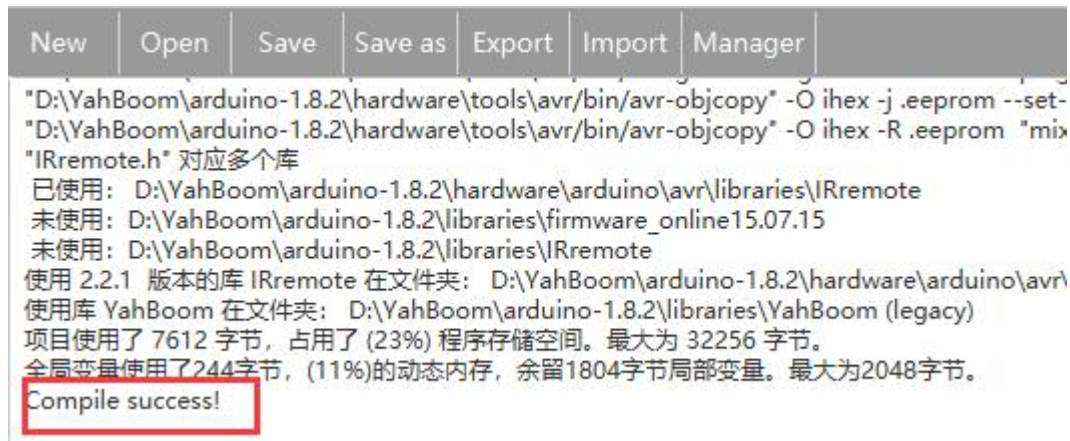 New Open Save Save as Export Import Manager
"D:\YahBoom\arduino-1.8.2\hardware\tools\avr/bin/avr-objcopy" -O ihex -j .eeprom --set-
"D:\YahBoom\arduino-1.8.2\hardware\tools\avr/bin/avr-objcopy" -O ihex -R .eeprom "mix
"IRremote.h" 对应多个库
已使用： D:\YahBoom\arduino-1.8.2\hardware\arduino\avr\libraries\IRremote
未使用： D:\YahBoom\arduino-1.8.2\libraries\firmware_online15.07.15
未使用： D:\YahBoom\arduino-1.8.2\libraries\IRremote
使用 2.2.1 版本的库 IRremote 在文件夹： D:\YahBoom\arduino-1.8.2\hardware\arduino\avr\
使用库 YahBoom 在文件夹： D:\YahBoom\arduino-1.8.2\libraries\YahBoom (legacy)
项目使用了 7612 字节，占用了 (23%) 程序存储空间。最大为 32256 字节。
全局变量使用了244字节，(11%)的动态内存，余留1804字节局部变量。最大为2048字节。
Compile success!